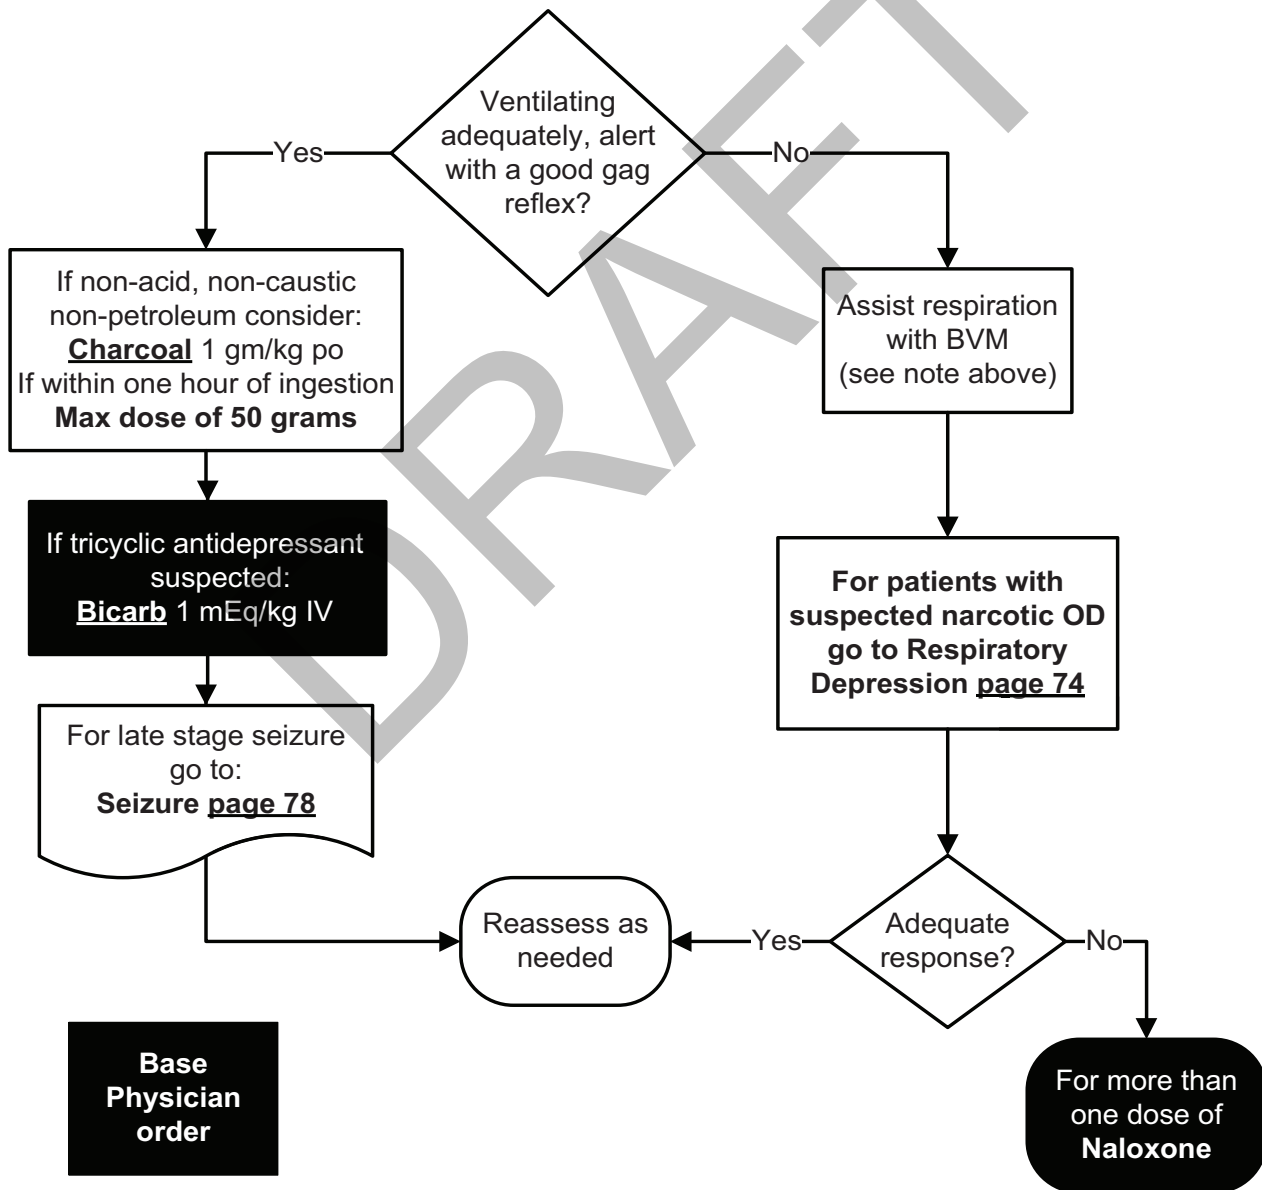 Ventilating
adequately, alert
with a good gag
reflex?
Yes
No
If non-acid, non-caustic
non-petroleum consider:
Charcoal 1 gm/kg po
If within one hour of ingestion
Max dose of 50 grams
Assist respiration
with BVM
(see note above)
If tricyclic antidepressant
suspected:
Bicarb 1 mEq/kg IV
For patients with
suspected narcotic OD
go to Respiratory
Depression page 74
For late stage seizure
go to:
Seizure page 78
Reassess as
needed
Yes
Adequate
response?
No
Base
Physician
order
For more than
one dose of
Naloxone
DRAFT